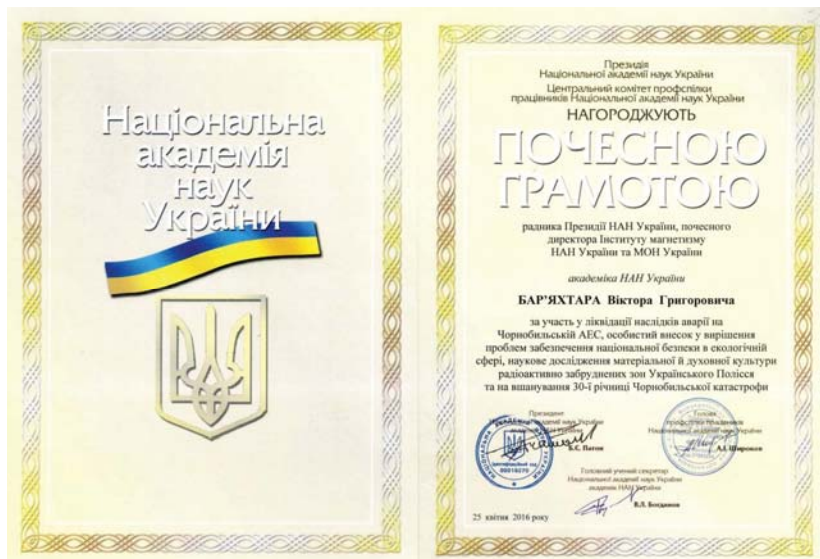 Національна
академія
наук
України
Президія
Національної академії наук України
Центральний комітет профспілки
працівників Національної академії наук України
НАГОРОДЖУЮТЬ
ПОЧЕСНОЮ
ГРАМОТОЮ
радника Президії НАН України, почесного
директора Інституту магнетизму
НАН України та МОН України
академіка НАН України
БАР’ЯХТАРА Віктора Григоровича
за участь у ліквідації наслідків аварії на
Чорнобильській АЕС, особистий внесок у вирішення
проблем забезпечення національної безпеки в екологічній
сфері, наукове дослідження матеріальної й духовної культури
радіоактивно забруднених зон Українського Полісся
та на вшанування 30-ї річниці Чорнобильської катастрофи
Президент
Національної академії наук України
академік НАН України
Б.Є. Патон
Голова
профспілки працівників
Національної академії наук України
А.І. Широков
Головний учений секретар
Національної академії наук України
академік НАН України
В.Л. Богданов
25 квітня 2016 року